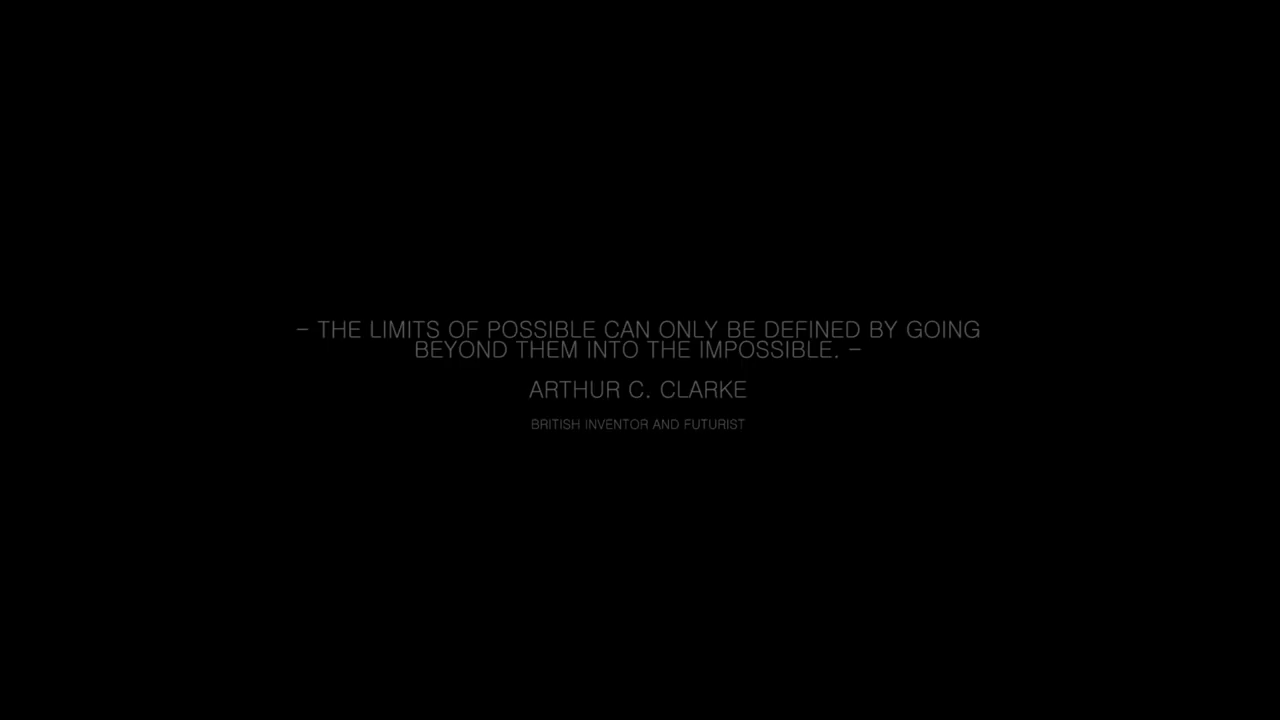 – THE LIMITS OF POSSIBLE CAN ONLY BE DEFINED BY GOING
BEYOND THEM INTO THE IMPOSSIBLE. –
ARTHUR C. CLARKE
BRITISH INVENTOR AND FUTURIST